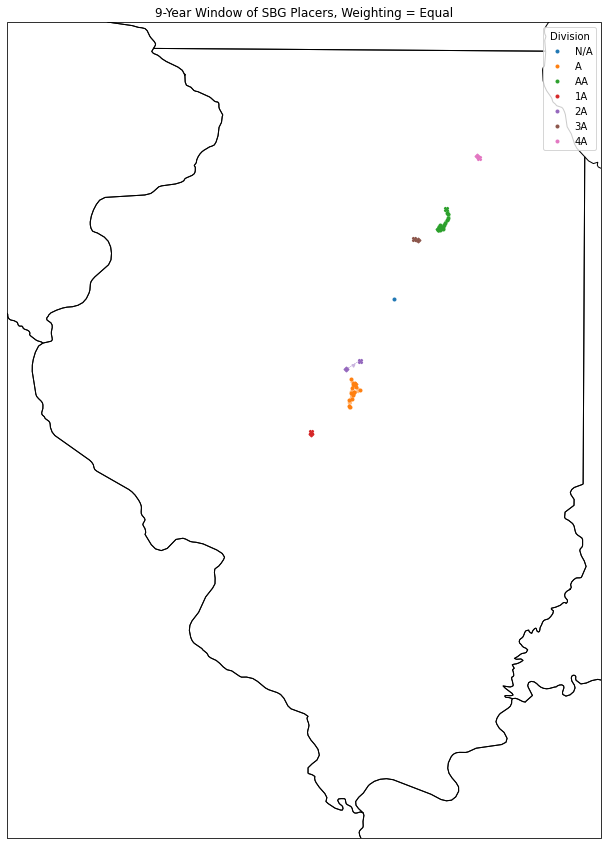 9-Year Window of SBG Placers, Weighting = Equal
Division
N/A
A
AA
1A
2A
3A
4A